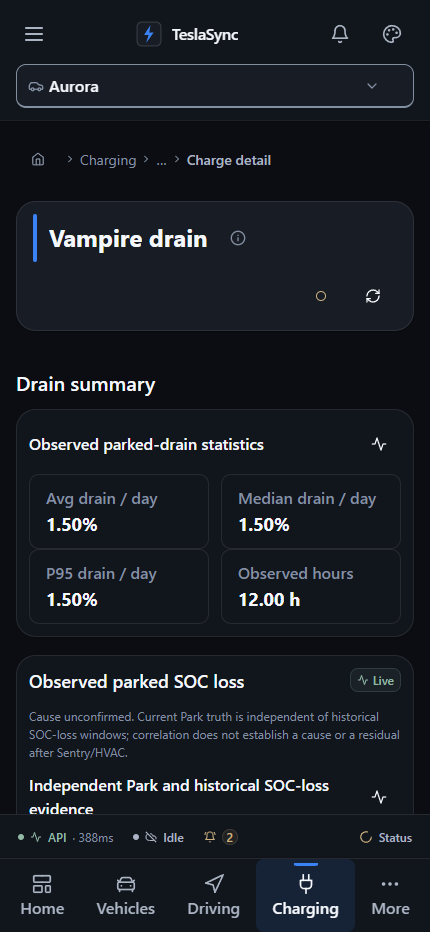 TeslaSync
Aurora
Charging
...
Charge detail
Vampire drain
Drain summary
Observed parked-drain statistics
Avg drain / day
Median drain / day
1.50%
1.50%
P95 drain / day
Observed hours
1.50%
12.00 h
Observed parked SOC loss
Live
Cause unconfirmed. Current Park truth is independent of historical
SOC-loss windows; correlation does not establish a cause or a residual
after Sentry/HVAC.
Independent Park and historical SOC-loss
evidence
API · 388ms
Idle
2
Status
Home
Vehicles
Driving
Charging
More